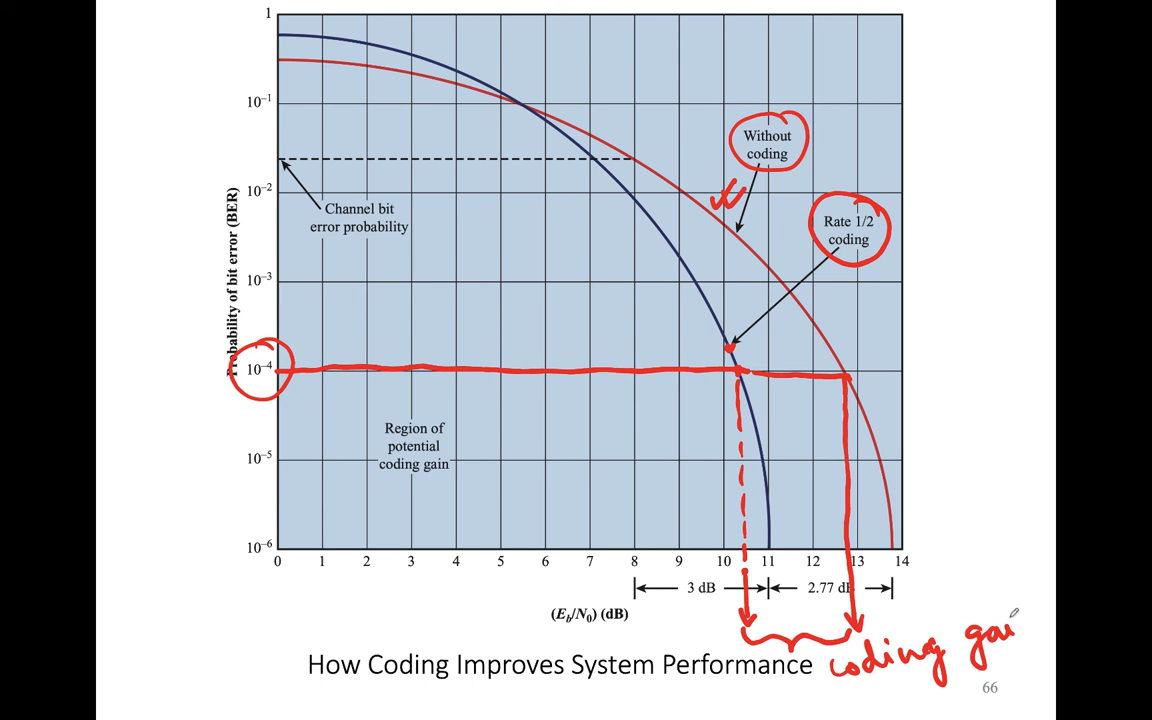 1
10⁻¹
10⁻²
10⁻³
10⁻⁴
10⁻⁵
10⁻⁶
Probability of bit error (BER)
Without
coding
Rate 1/2
coding
Channel bit
error probability
Region of
potential
coding gain
0 1 2 3 4 5 6 7 8 9 10 11 12 13 14
3 dB 2.77 dB
(E_b/N_0) (dB)
How Coding Improves System Performance
coding gai
66